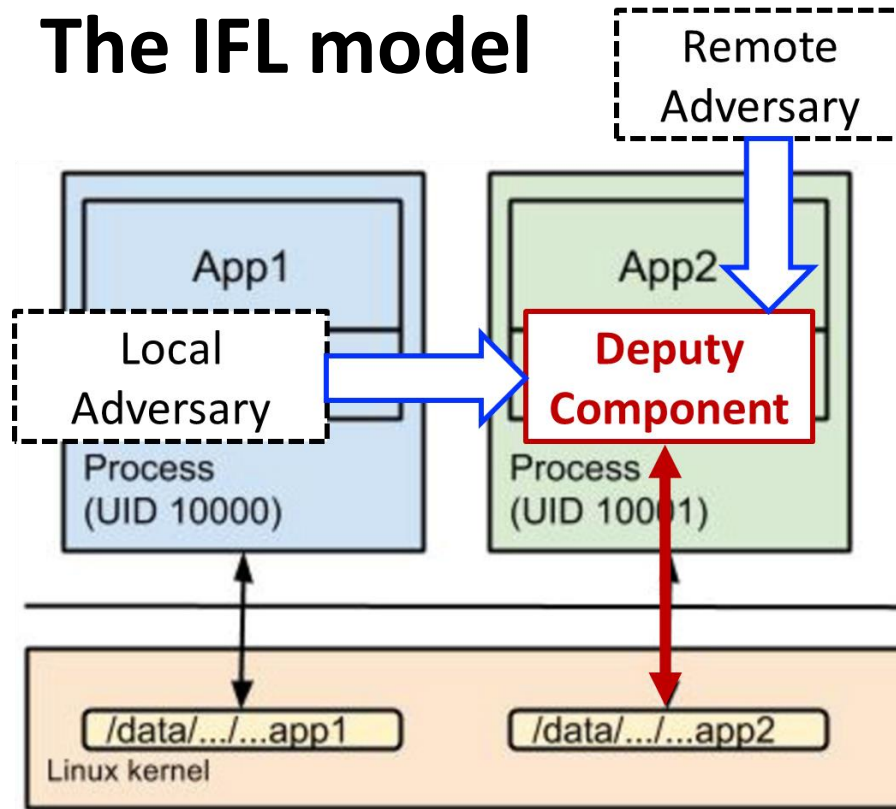 The IFL model
Remote
Adversary
App1
App2
Local
Adversary
Deputy
Component
Process
(UID 10000)
Process
(UID 10001)
/data/.../...app1
/data/.../...app2
Linux kernel